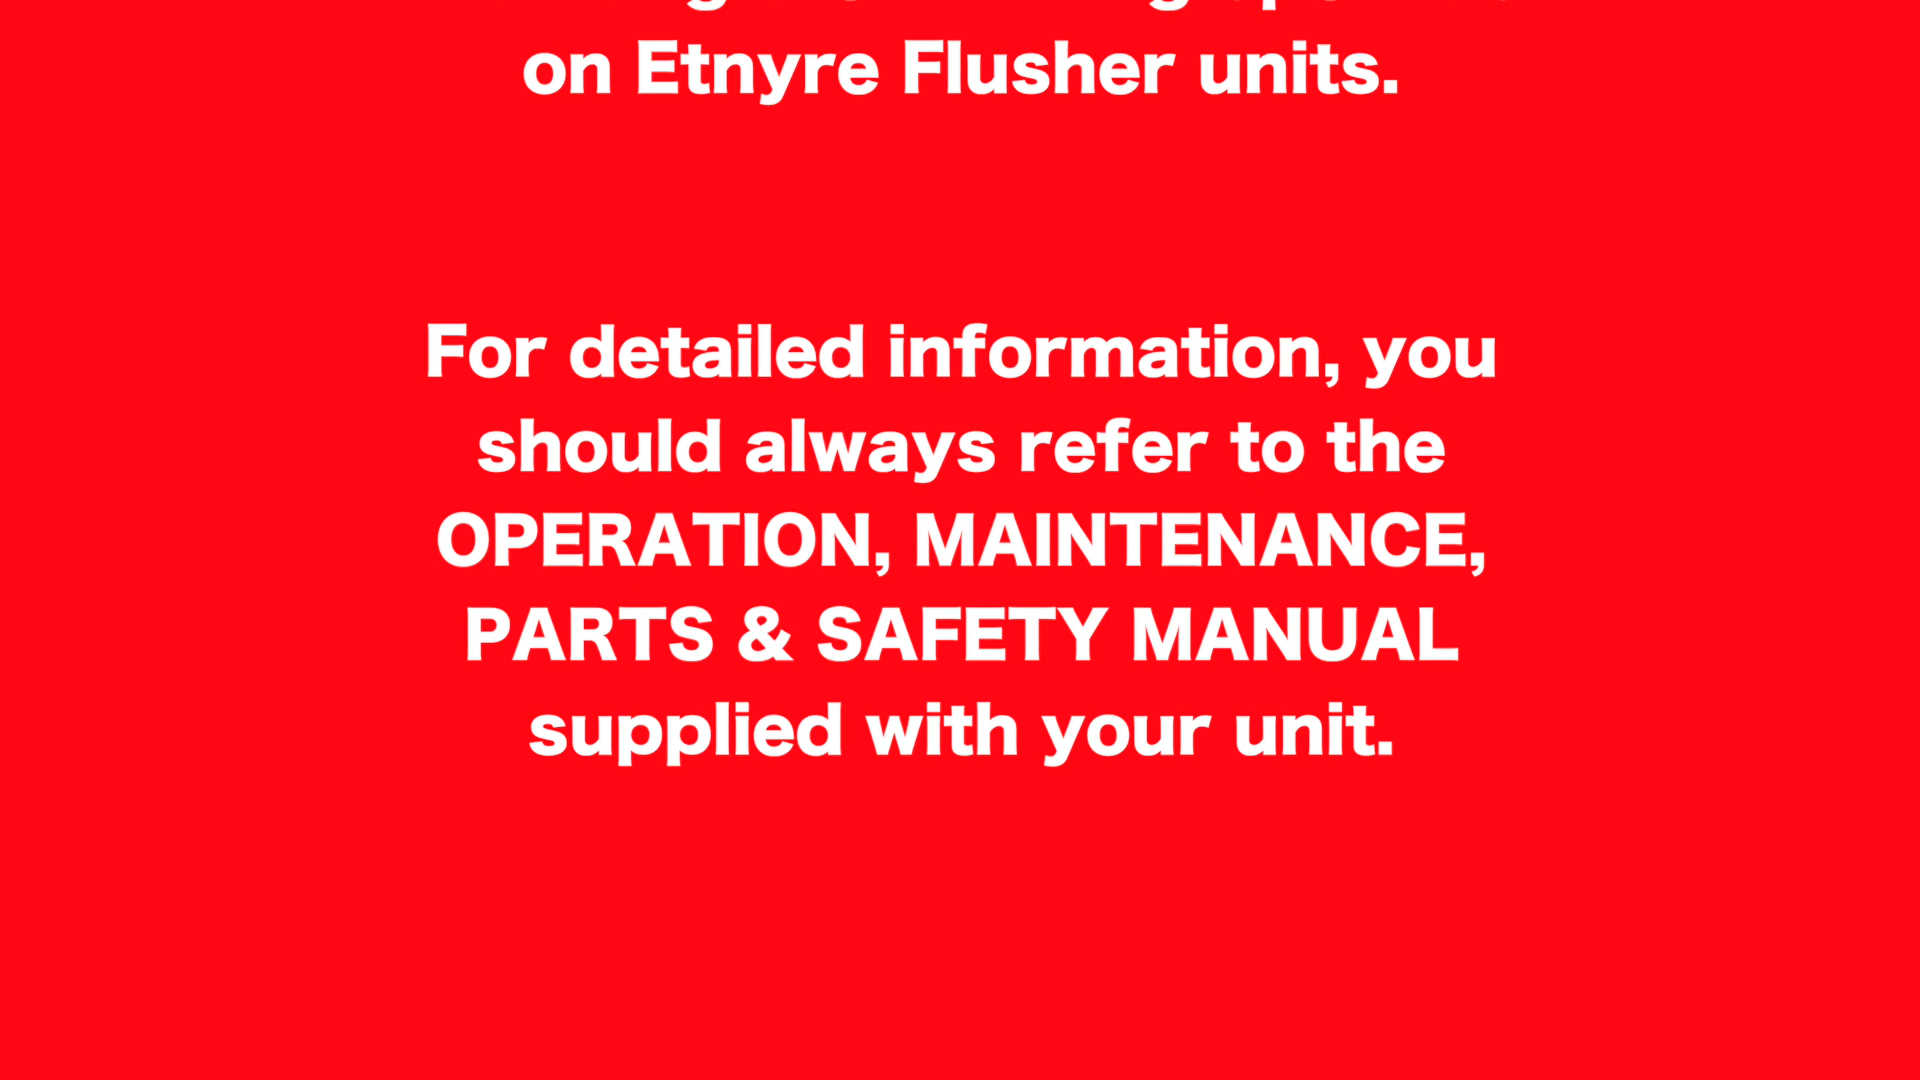 on Etnyre Flusher units.
For detailed information, you
should always refer to the
OPERATION, MAINTENANCE,
PARTS & SAFETY MANUAL
supplied with your unit.